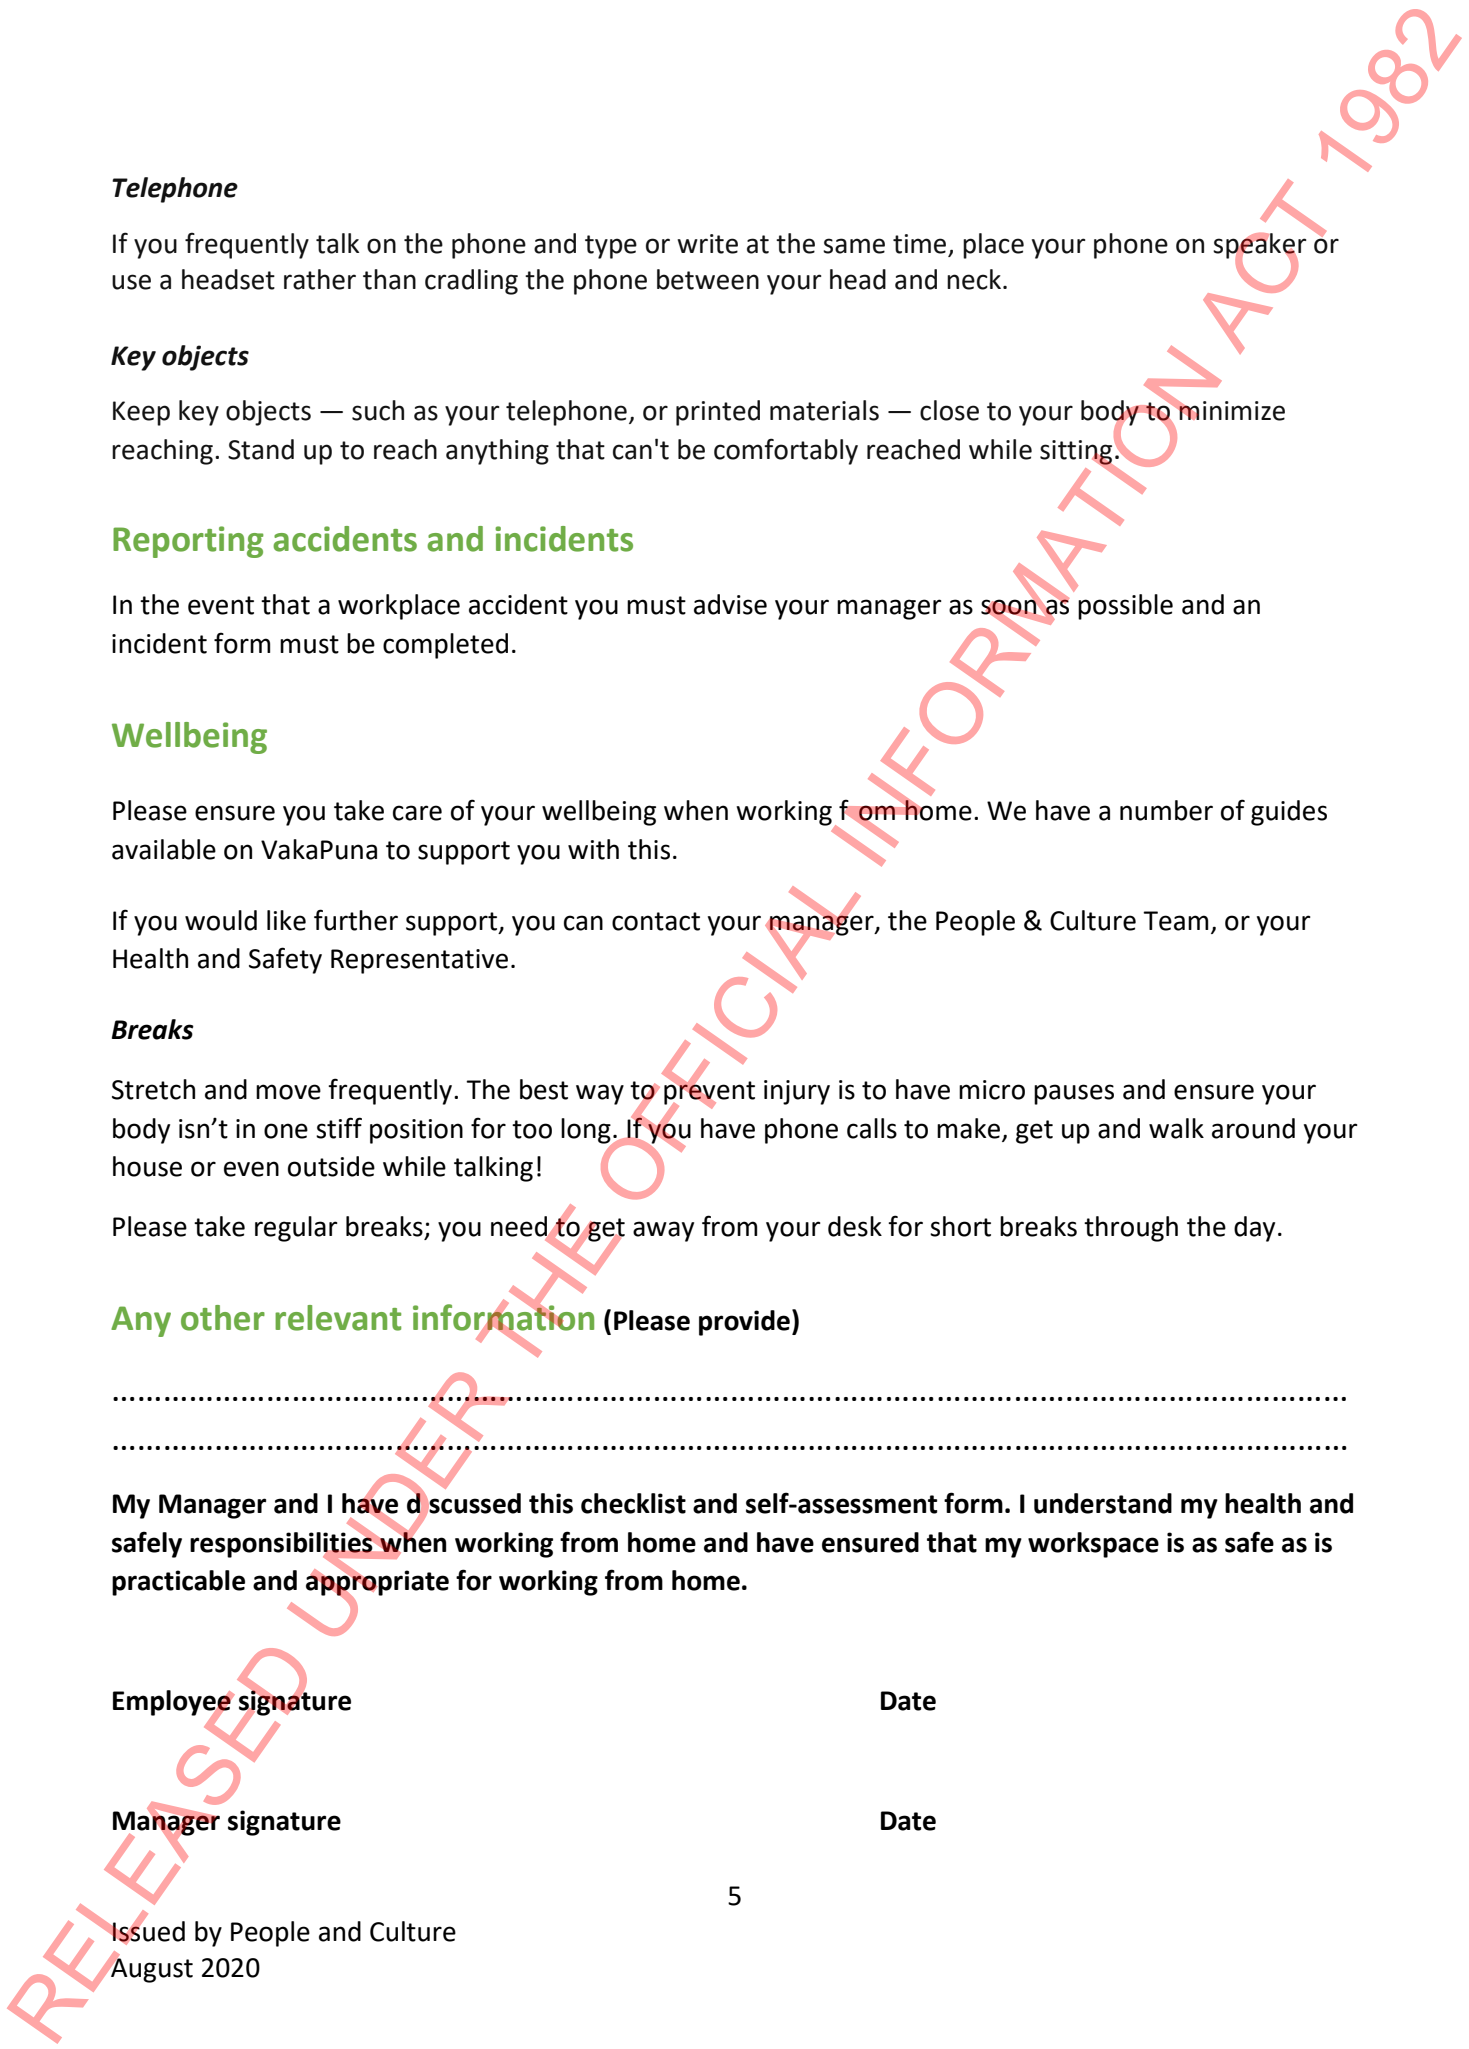 Telephone
If you frequently talk on the phone and type or write at the same time, place your phone on speaker or
use a headset rather than cradling the phone between your head and neck.
Key objects
Keep key objects — such as your telephone, or printed materials — close to your body to minimize
reaching. Stand up to reach anything that can't be comfortably reached while sitting.
Reporting accidents and incidents
In the event that a workplace accident you must advise your manager as soon as possible and an
incident form must be completed.
Wellbeing
Please ensure you take care of your wellbeing when working f om home. We have a number of guides
available on VakaPuna to support you with this.
If you would like further support, you can contact your manager, the People & Culture Team, or your
Health and Safety Representative.
Breaks
Stretch and move frequently. The best way to prevent injury is to have micro pauses and ensure your
body isn’t in one stiff position for too long. If you have phone calls to make, get up and walk around your
house or even outside while talking!
Please take regular breaks; you need to get away from your desk for short breaks through the day.
Any other relevant information (Please provide)
………………………………………………………………………………………………………………………………
………………………………………………………………………………………………………………………………
My Manager and I have d scussed this checklist and self-assessment form. I understand my health and
safely responsibilities when working from home and have ensured that my workspace is as safe as is
practicable and appropriate for working from home.
Employee signature Date
Manager signature Date
5
Issued by People and Culture
August 2020
RELEASED UNDER THE OFFICIAL INFORMATION ACT 1982